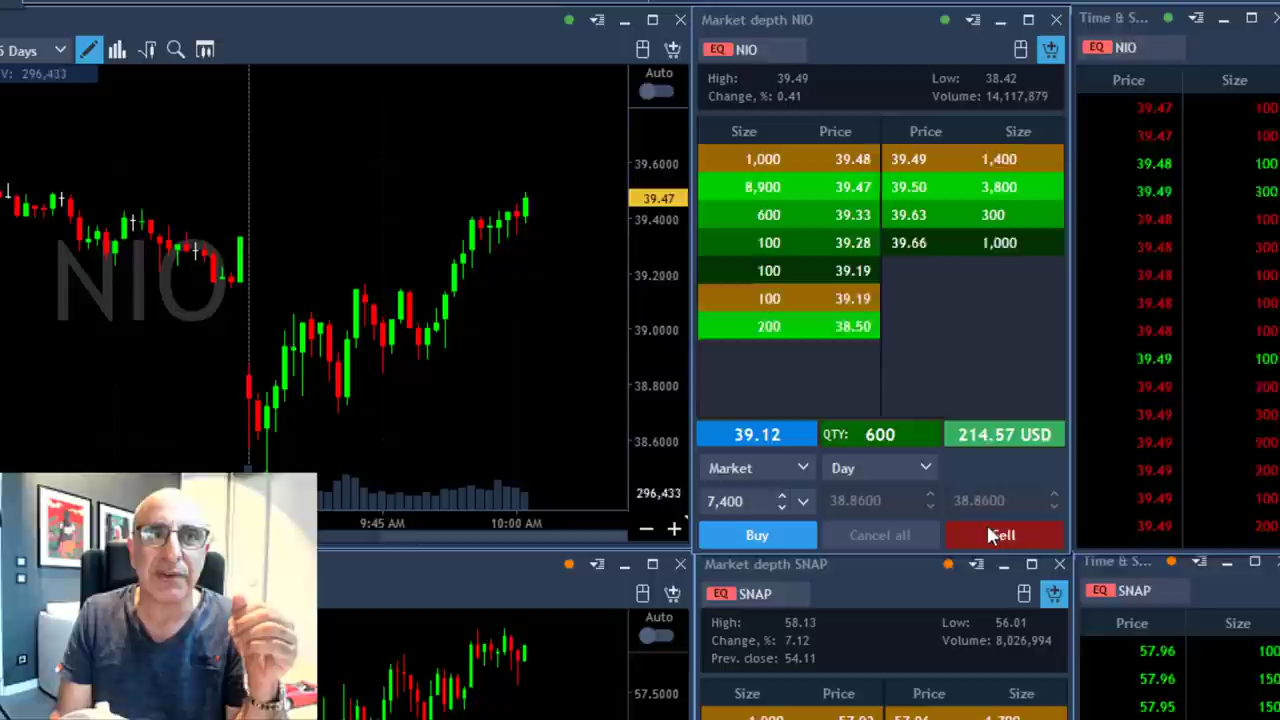 5 Days
V: 296,433
Auto
NIO
39.6000
39.47
39.4000
39.2000
39.0000
38.8000
38.6000
296,433
9:45 AM
10:00 AM
Market depth NIO
EQ NIO
High: 39.49 Low: 38.42
Change, %: 0.41 Volume: 14,117,879
Size Price Price Size
1,000 39.48 39.49 1,400
8,900 39.47 39.50 3,800
600 39.33 39.63 300
100 39.28 39.66 1,000
100 39.19
100 39.19
200 38.50
39.12 QTY: 600 214.57 USD
Market Day
7,400 38.8600 38.8600
Buy Cancel all Sell
Time & S...
EQ NIO
Price Size
39.47 100
39.47 100
39.48 100
39.49 300
39.48 100
39.48 300
39.48 100
39.48 100
39.48 100
39.49 100
39.49 200
39.49 300
39.49 900
39.49 200
39.49 100
39.49 200
Auto
57.5000
Market depth SNAP
EQ SNAP
High: 58.13 Low: 56.01
Change, %: 7.12 Volume: 8,026,994
Prev. close: 54.11
Size Price Price Size
Time & S...
EQ SNAP
Price Size
57.96 100
57.96 150
57.95 150